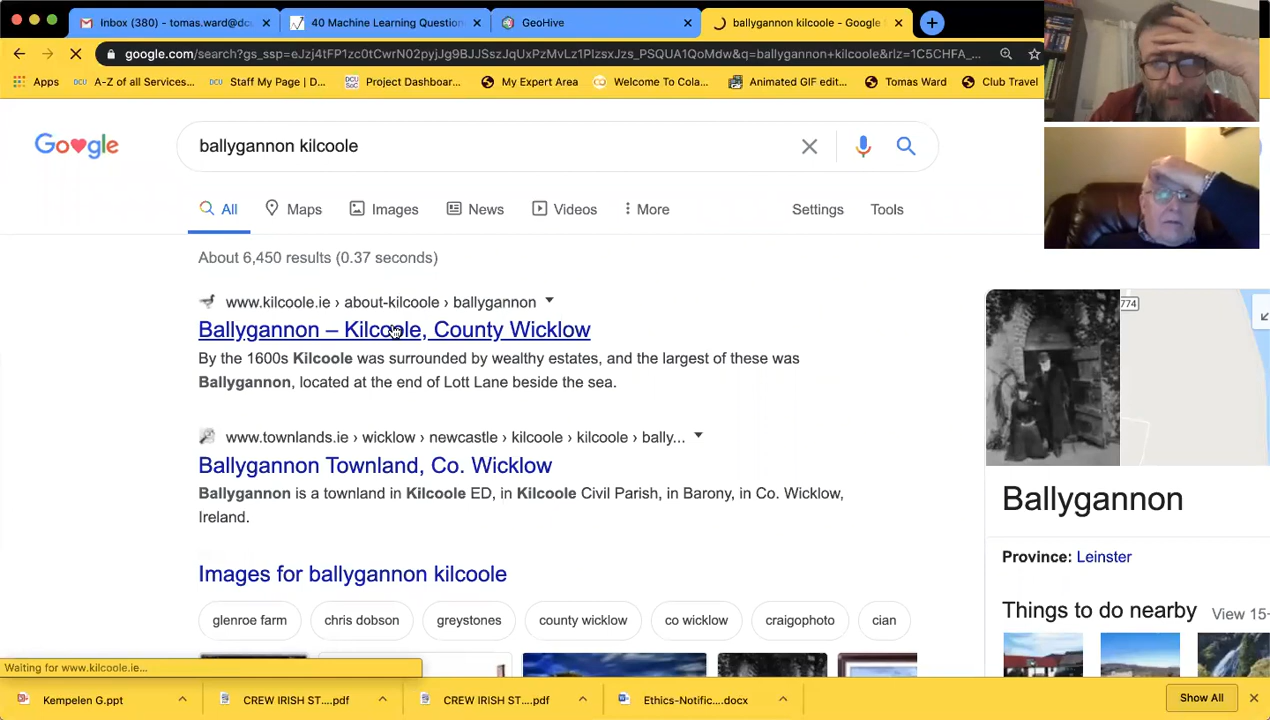 Inbox (380) - tomas.ward@dc
40 Machine Learning Question
GeoHive
ballygannon kilcoole - Google
google.com/search?gs_ssp=eJzj4tFP1zc0tCwrN02pyjJg9BJJSszJqUxPzMvLz1PIzsxJzs_PSQUA1QoMdw&q=ballygannon+kilcoole&rlz=1C5CHFA_...
Apps
A-Z of all Services...
Staff My Page | D...
Project Dashboar...
My Expert Area
Welcome To Cola...
Animated GIF edit...
Tomas Ward
Club Travel
Google
ballygannon kilcoole
All
Maps
Images
News
Videos
More
Settings
Tools
About 6,450 results (0.37 seconds)
www.kilcoole.ie › about-kilcoole › ballygannon
Ballygannon – Kilcoole, County Wicklow
By the 1600s Kilcoole was surrounded by wealthy estates, and the largest of these was
Ballygannon, located at the end of Lott Lane beside the sea.
www.townlands.ie › wicklow › newcastle › kilcoole › kilcoole › bally...
Ballygannon Townland, Co. Wicklow
Ballygannon is a townland in Kilcoole ED, in Kilcoole Civil Parish, in Barony, in Co. Wicklow,
Ireland.
Images for ballygannon kilcoole
glenroe farm
chris dobson
greystones
county wicklow
co wicklow
craigophoto
cian
774
Ballygannon
Province: Leinster
Things to do nearby
View 15+
Waiting for www.kilcoole.ie...
Kempelen G.ppt
CREW IRISH ST....pdf
CREW IRISH ST....pdf
Ethics-Notific....docx
Show All